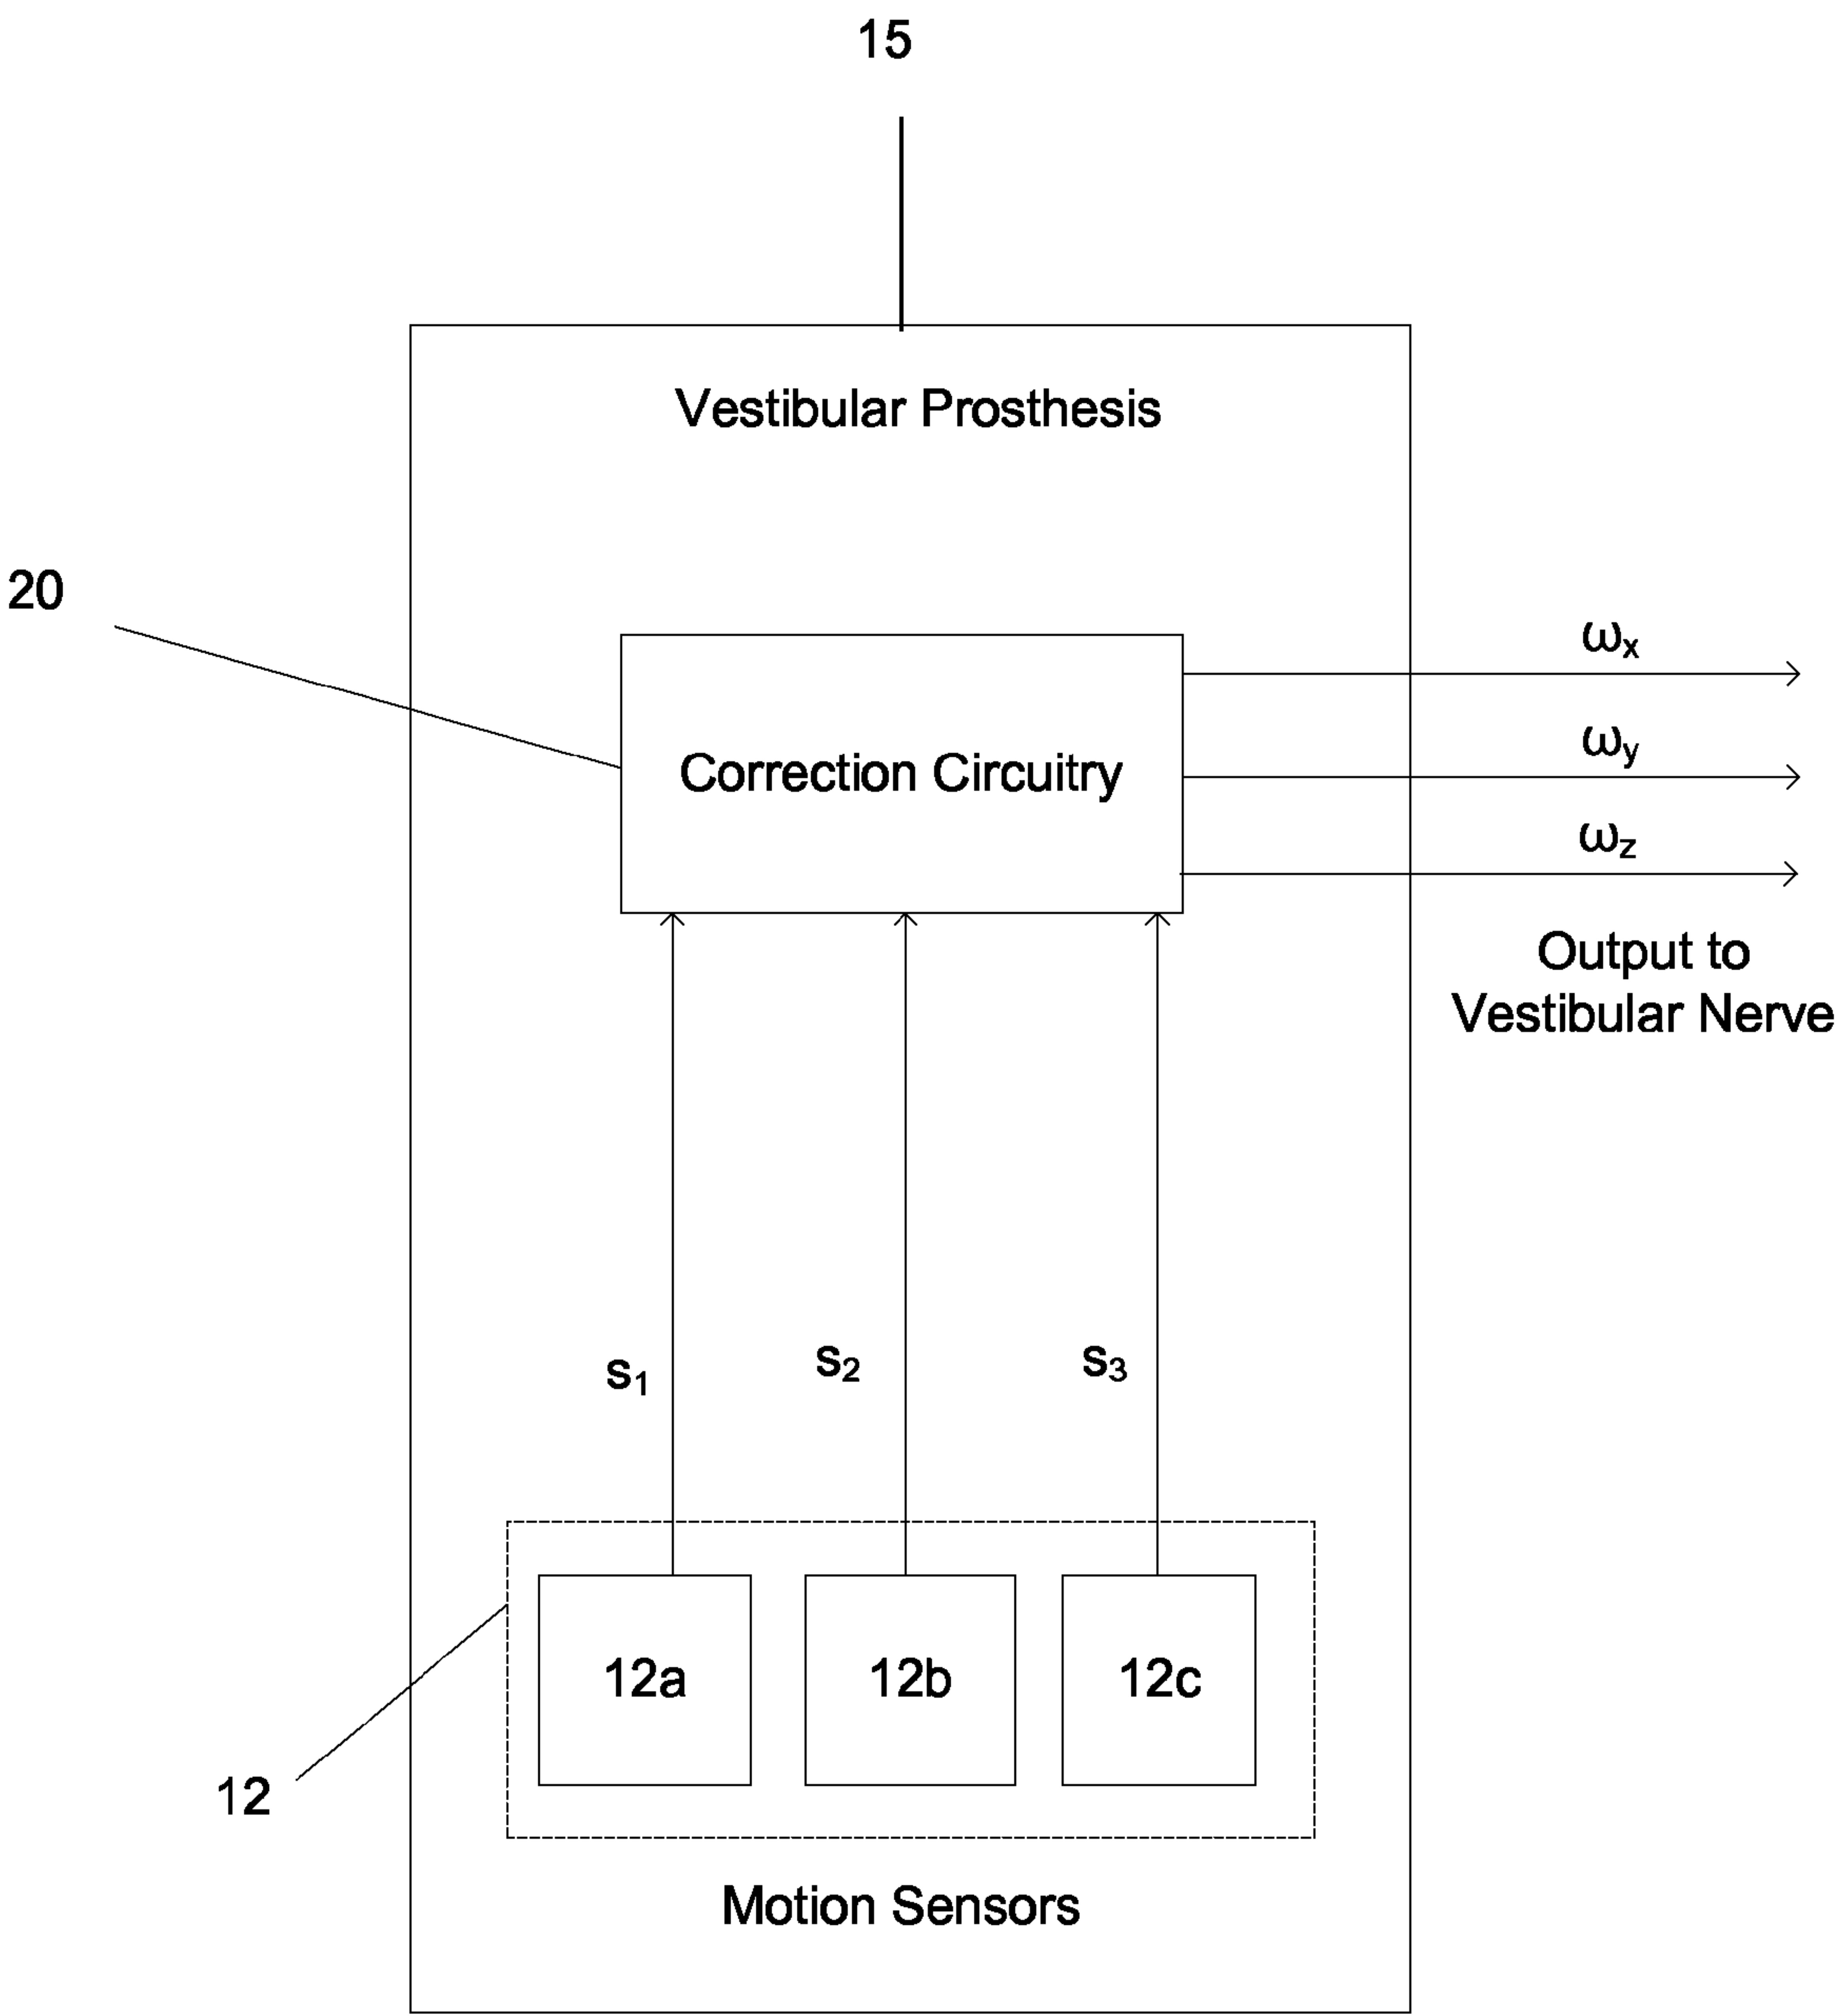 15
Vestibular Prosthesis
20
ωx
Correction Circuitry
ωy
ωz
Output to
Vestibular Nerve
s1
s2
s3
12a
12b
12c
12
Motion Sensors